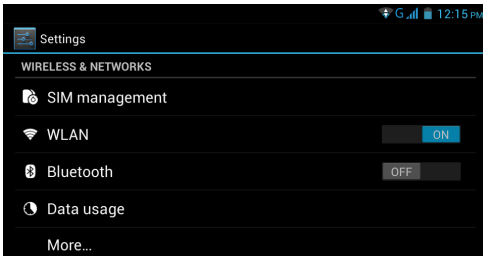 G 12:15 PM
Settings
WIRELESS & NETWORKS
SIM management
WLAN ON
Bluetooth OFF
Data usage
More...